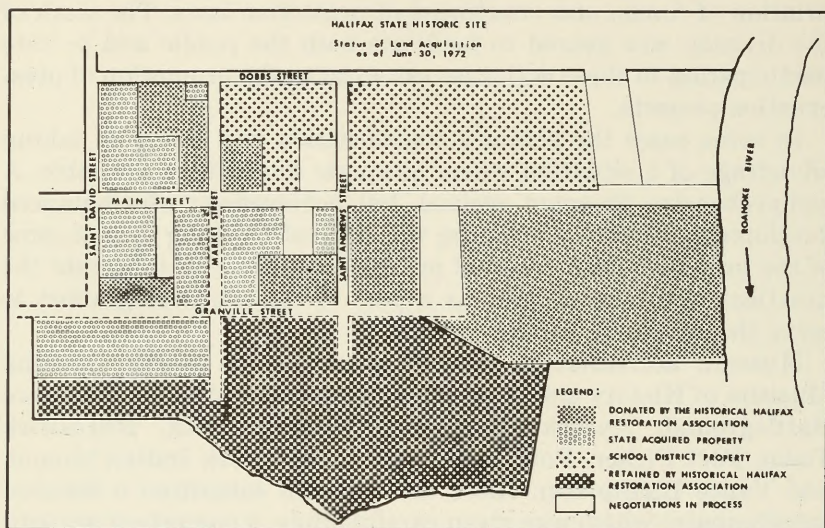 HALIFAX STATE HISTORIC SITE
Status of Land Acquisition
as of June 30, 1972
DOBBS STREET
SAINT DAVID STREET
MAIN STREET
MARKET STREET
SAINT ANDREWS STREET
ROANOKE RIVER
GRANVILLE STREET
LEGEND:
DONATED BY THE HISTORICAL HALIFAX
RESTORATION ASSOCIATION
STATE ACQUIRED PROPERTY
SCHOOL DISTRICT PROPERTY
RETAINED BY HISTORICAL HALIFAX
RESTORATION ASSOCIATION
NEGOTIATIONS IN PROCESS